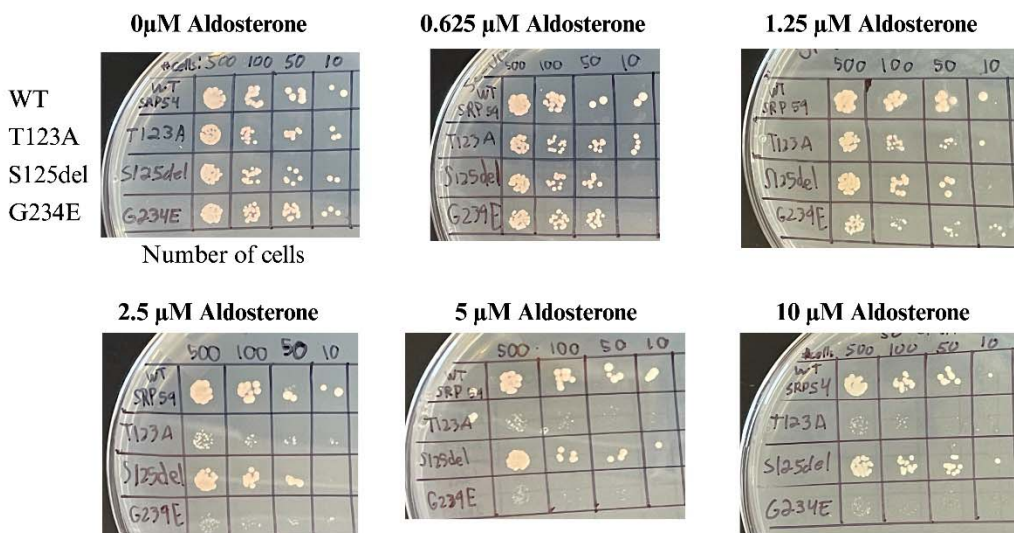 0μM Aldosterone
0.625 μM Aldosterone
1.25 μM Aldosterone
WT
T123A
S125del
G234E
#cells: 500 100 50 10
WT
SRP54
T123A
S125del
G234E
Number of cells
500 100 50 10
WT
SRP54
T123A
S125del
G234E
500 100 50 10
WT
SRP54
T123A
S125del
G234E
2.5 μM Aldosterone
5 μM Aldosterone
10 μM Aldosterone
500 100 50 10
WT
SRP54
T123A
S125del
G234E
500 100 50 10
WT
SRP54
T123A
S125del
G234E
#cells 500 100 50 10
WT
SRP54
T123A
S125del
G234E